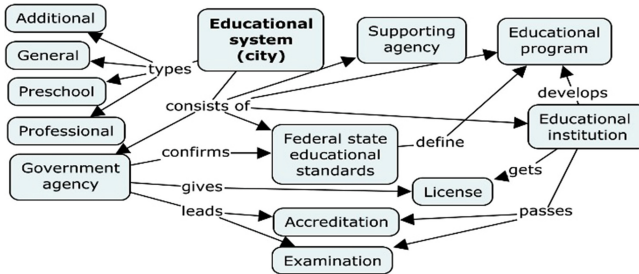 Additional
General
Preschool
Professional
types
Educational
system
(city)
Supporting
agency
Educational
program
consists of
develops
Educational
institution
Government
agency
confirms
Federal state
educational
standards
define
gives
gets
License
leads
Accreditation
passes
Examination